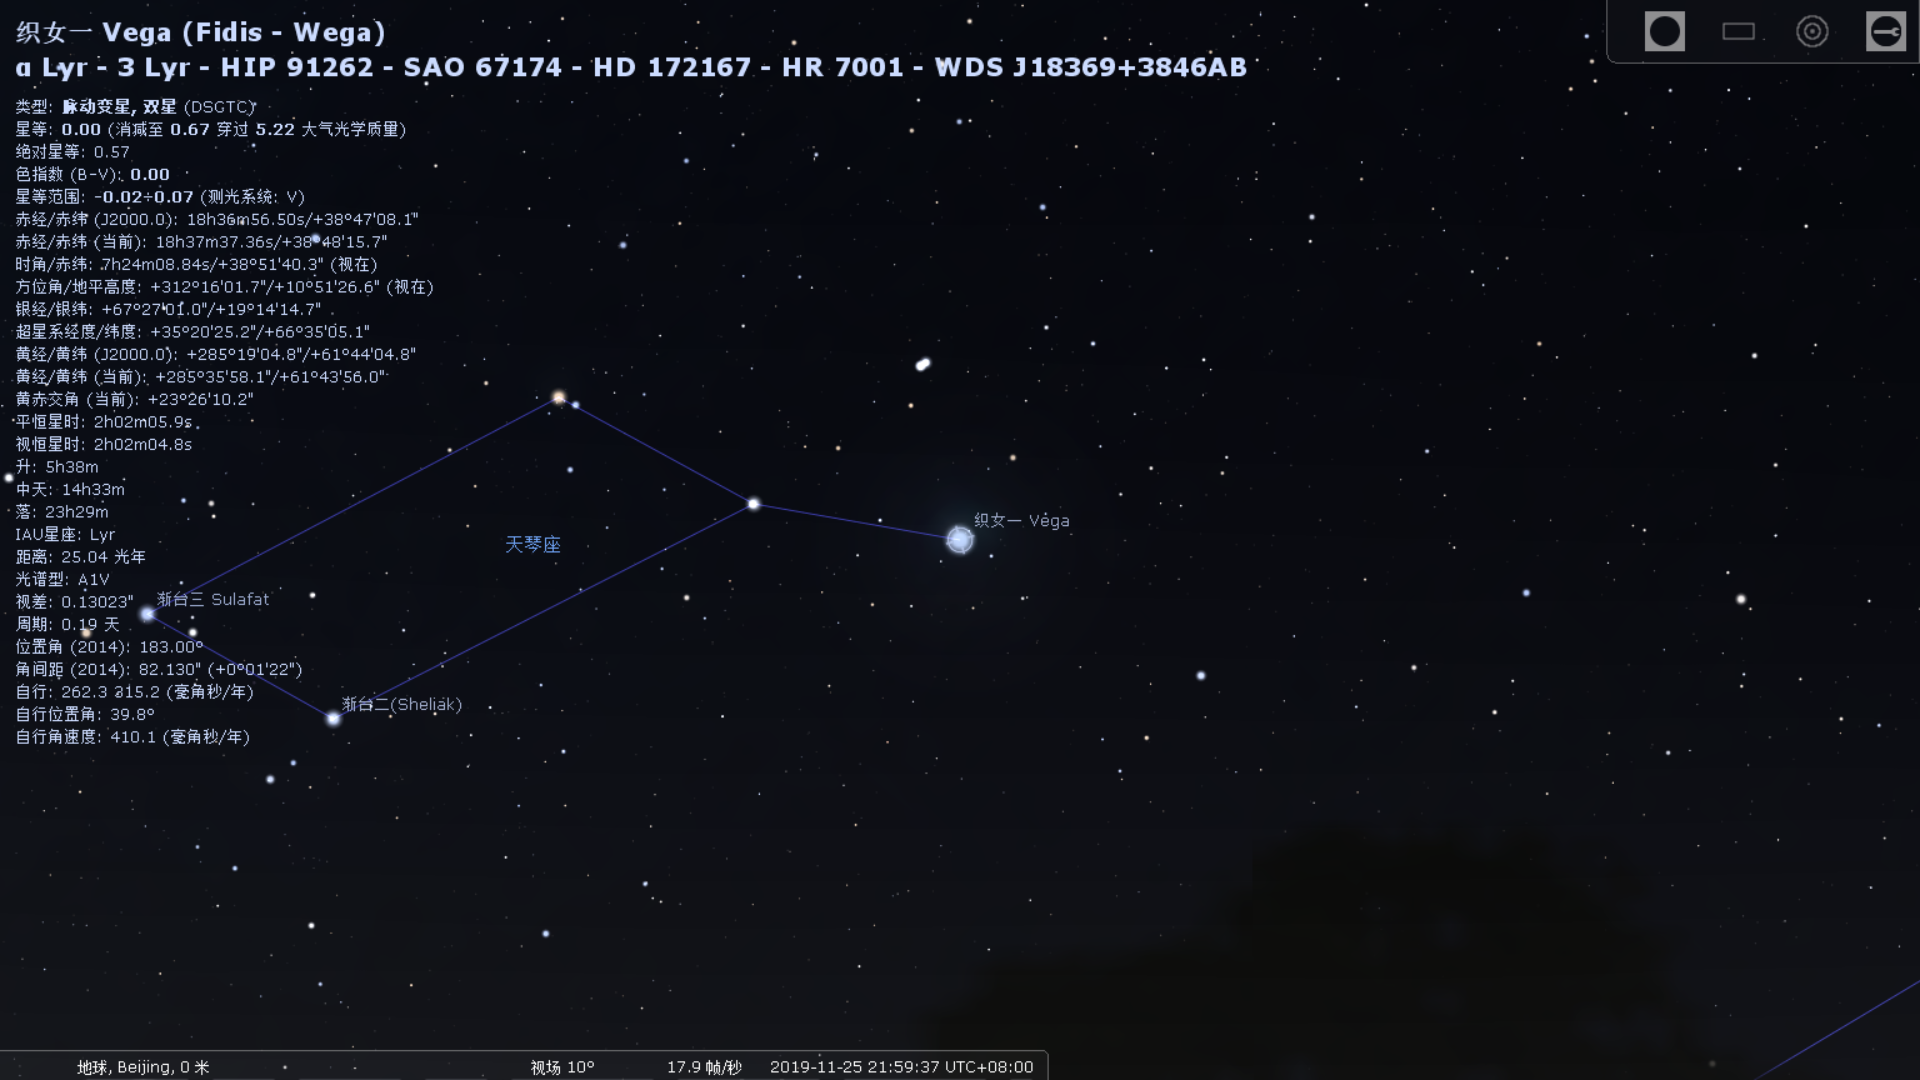 织女一 Vega (Fidis - Wega)
α Lyr - 3 Lyr - HIP 91262 - SAO 67174 - HD 172167 - HR 7001 - WDS J18369+3846AB
类型: 脉动变星, 双星 (DSGTC)
星等: 0.00 (消减至 0.67 穿过 5.22 大气光学质量)
绝对星等: 0.57
色指数 (B-V): 0.00
星等范围: -0.02÷0.07 (测光系统: V)
赤经/赤纬 (J2000.0): 18h36m56.50s/+38°47'08.1"
赤经/赤纬 (当前): 18h37m37.36s/+38°48'15.7"
时角/赤纬: 7h24m08.84s/+38°51'40.3" (视在)
方位角/地平高度: +312°16'01.7"/+10°51'26.6" (视在)
银经/银纬: +67°27'01.0"/+19°14'14.7"
超星系经度/纬度: +35°20'25.2"/+66°35'05.1"
黄经/黄纬 (J2000.0): +285°19'04.8"/+61°44'04.8"
黄经/黄纬 (当前): +285°35'58.1"/+61°43'56.0"
黄赤交角 (当前): +23°26'10.2"
平恒星时: 2h02m05.9s
视恒星时: 2h02m04.8s
升: 5h38m
中天: 14h33m
落: 23h29m
IAU星座: Lyr
距离: 25.04 光年
光谱型: A1V
视差: 0.13023"
周期: 0.19 天
位置角 (2014): 183.00°
角间距 (2014): 82.130" (+0°01'22")
自行: 262.3 315.2 (毫角秒/年)
自行位置角: 39.8°
自行角速度: 410.1 (毫角秒/年)
织女一 Vega
天琴座
渐台三 Sulafat
渐台二(Sheliak)
地球, Beijing, 0 米
视场 10°
17.9 帧/秒
2019-11-25 21:59:37 UTC+08:00